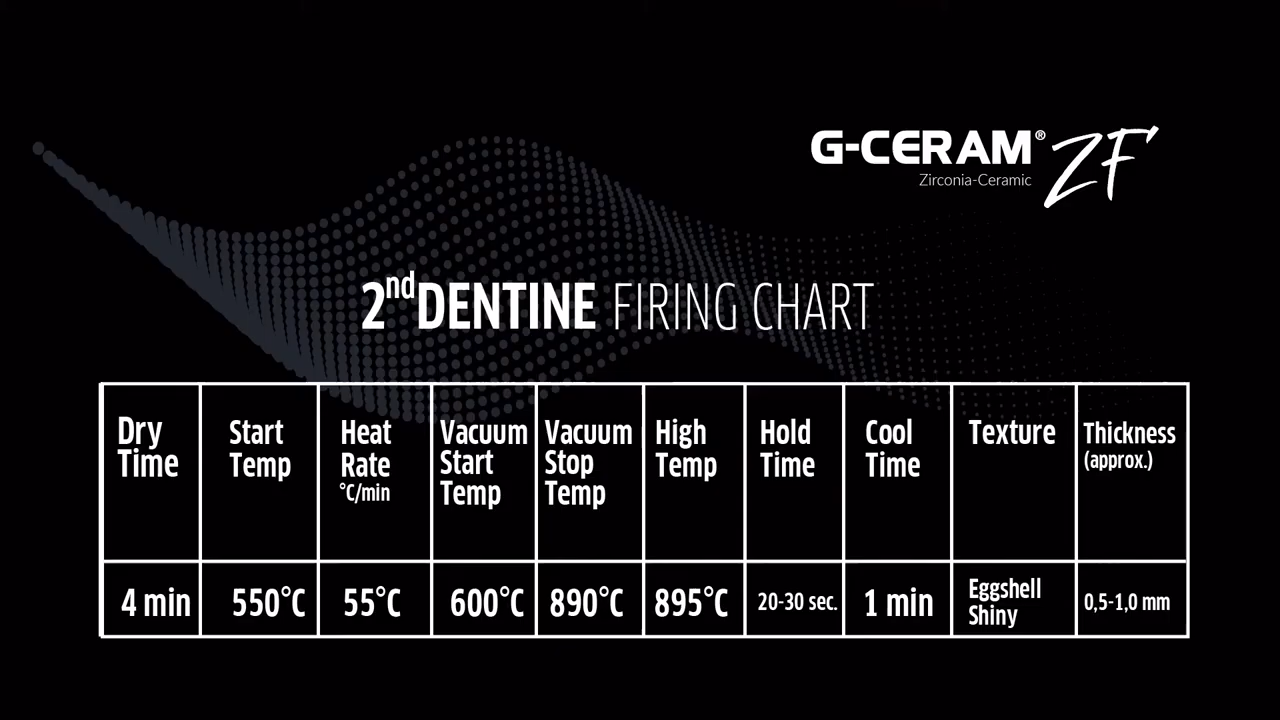 G-CERAM® ZF
Zirconia-Ceramic
2nd DENTINE FIRING CHART
Dry
Time
Start
Temp
Heat
Rate
°C/min
Vacuum
Start
Temp
Vacuum
Stop
Temp
High
Temp
Hold
Time
Cool
Time
Texture
Thickness
(approx.)
4 min
550°C
55°C
600°C
890°C
895°C
20-30 sec.
1 min
Eggshell
Shiny
0,5-1,0 mm